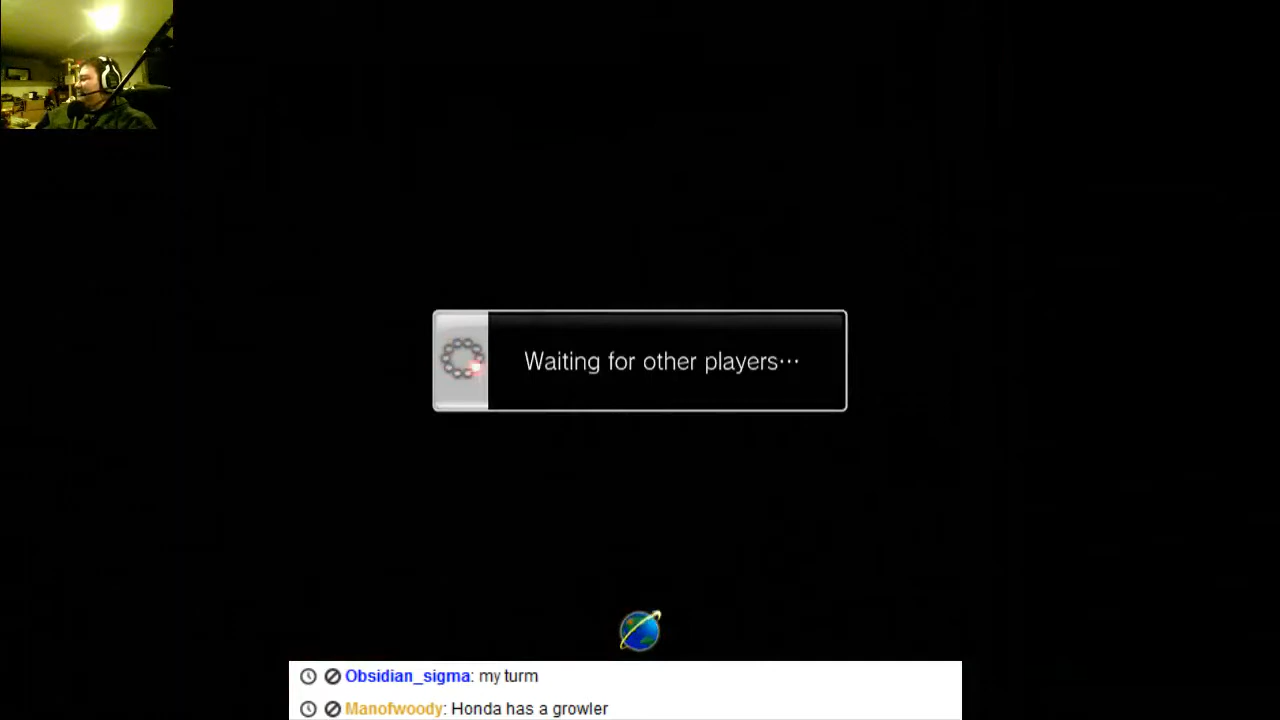 Waiting for other players···
Obsidian_sigma: my turm
Manofwoody: Honda has a growler